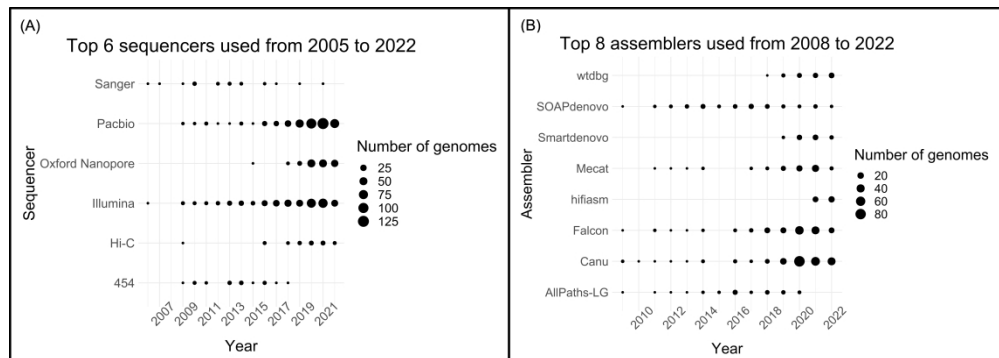 (A)
Top 6 sequencers used from 2005 to 2022
Sanger
Pacbio
Oxford Nanopore
Illumina
Hi-C
454
Sequencer
2007
2009
2011
2013
2015
2017
2019
2021
Year
Number of genomes
25
50
75
100
125
(B)
Top 8 assemblers used from 2008 to 2022
wtdbg
SOAPdenovo
Smartdenovo
Mecat
hifiasm
Falcon
Canu
AllPaths-LG
Assembler
2010
2012
2014
2016
2018
2020
2022
Year
Number of genomes
20
40
60
80